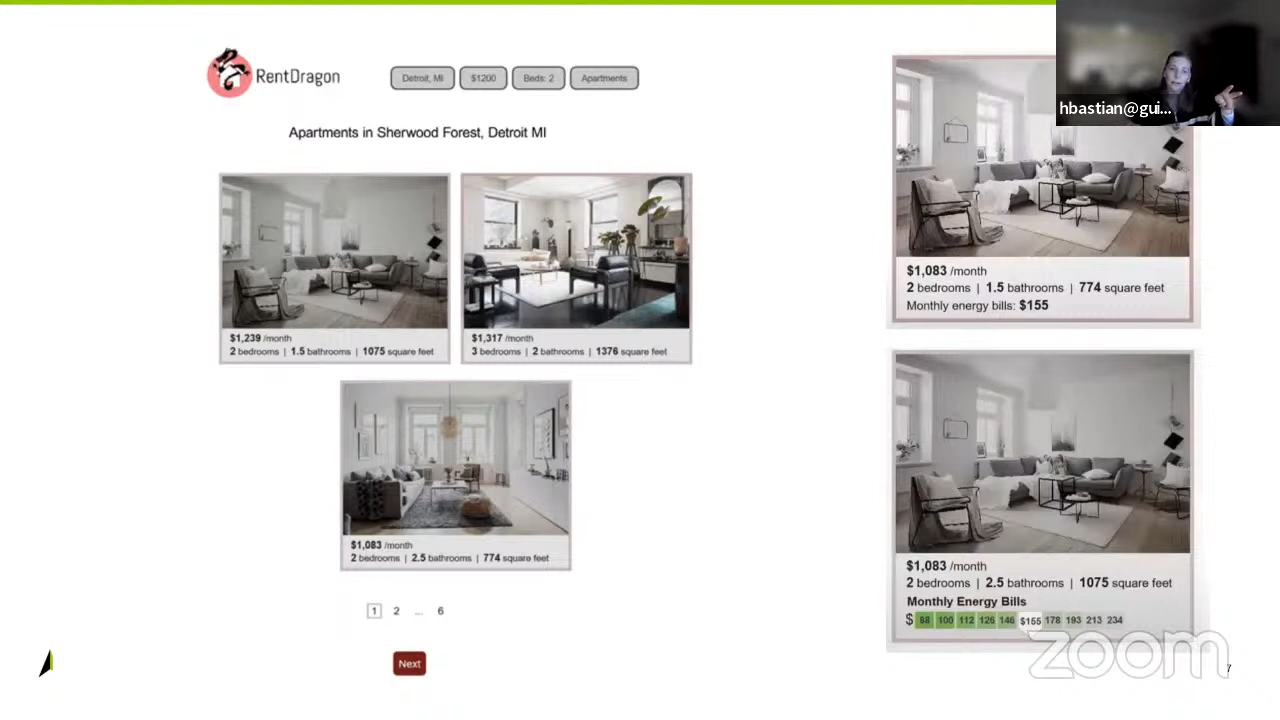 RentDragon
Detroit, MI
$1200
Beds: 2
Apartments
Apartments in Sherwood Forest, Detroit MI
$1,239 /month
2 bedrooms | 1.5 bathrooms | 1075 square feet
$1,317 /month
3 bedrooms | 2 bathrooms | 1376 square feet
$1,083 /month
2 bedrooms | 2.5 bathrooms | 774 square feet
1 2 ... 6
Next
hbastian@gui...
$1,083 /month
2 bedrooms | 1.5 bathrooms | 774 square feet
Monthly energy bills: $155
$1,083 /month
2 bedrooms | 2.5 bathrooms | 1075 square feet
Monthly Energy Bills
$ 88 100 112 126 146 $155 178 193 213 234
zoom
7